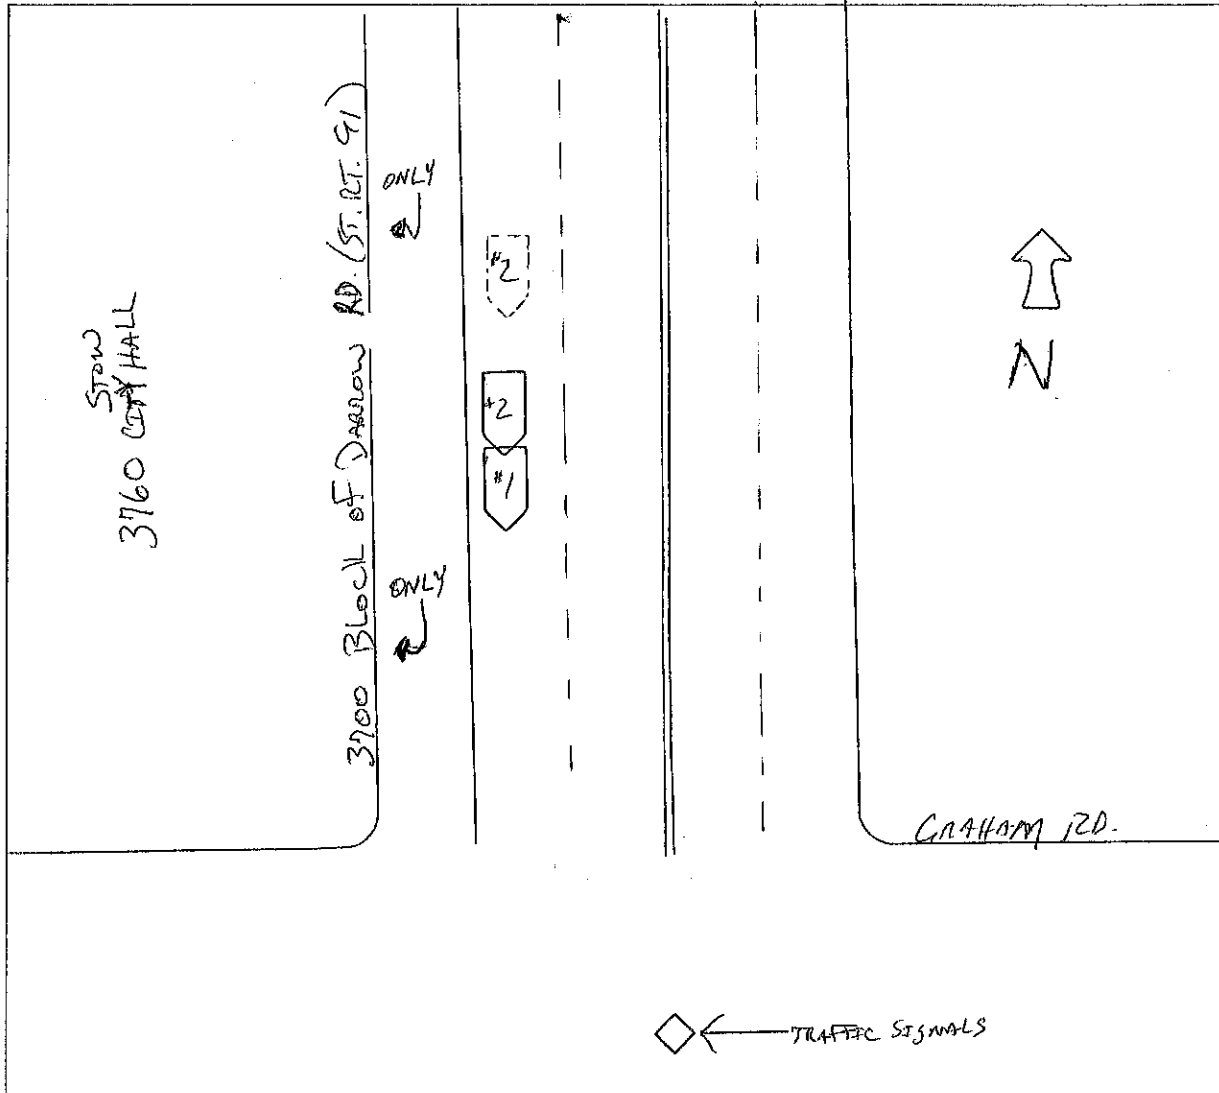 STOW
3760 CITY HALL
3700 BLOCK OF DARROW RD. (ST. RT. 91)
ONLY
#2
#2
#1
ONLY
N
GRAHAM RD.
TRAFFIC SIGNALS